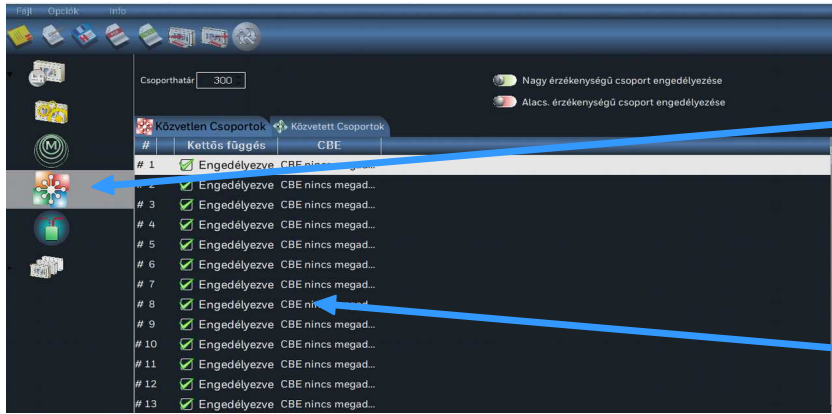 Fájl Opciók Info
Csoporthatár 300
Nagy érzékenységű csoport engedélyezése
Alacs. érzékenységű csoport engedélyezése
Közvetlen Csoportok Közvetett Csoportok
# Kettős függés CBE
# 1 Engedélyezve CBE nincs megad...
# 2 Engedélyezve CBE nincs megad...
# 3 Engedélyezve CBE nincs megad...
# 4 Engedélyezve CBE nincs megad...
# 5 Engedélyezve CBE nincs megad...
# 6 Engedélyezve CBE nincs megad...
# 7 Engedélyezve CBE nincs megad...
# 8 Engedélyezve CBE nincs megad...
# 9 Engedélyezve CBE nincs megad...
# 10 Engedélyezve CBE nincs megad...
# 11 Engedélyezve CBE nincs megad...
# 12 Engedélyezve CBE nincs megad...
# 13 Engedélyezve CBE nincs megad...
M